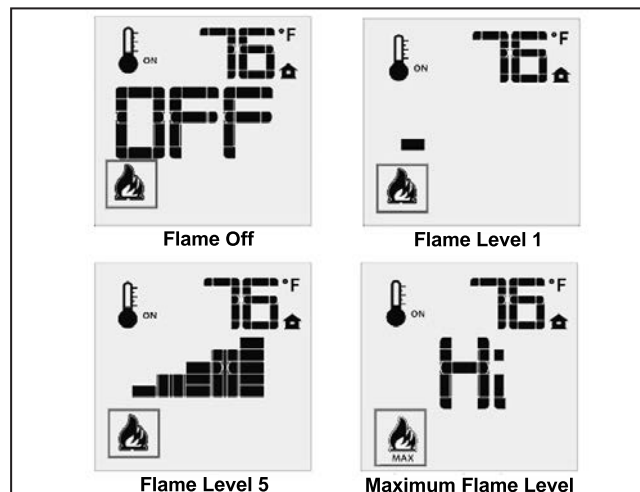 76 °F
ON
OFF
Flame Off
76 °F
ON
Flame Level 1
76 °F
ON
Flame Level 5
76 °F
ON
Hi
MAX
Maximum Flame Level